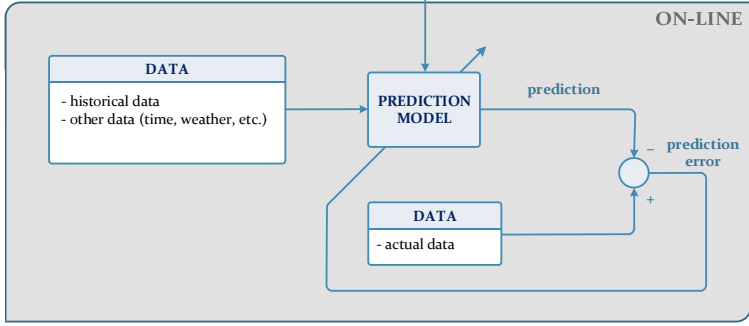 ON-LINE
DATA
- historical data
- other data (time, weather, etc.)
PREDICTION
MODEL
prediction
−
prediction
error
+
DATA
- actual data